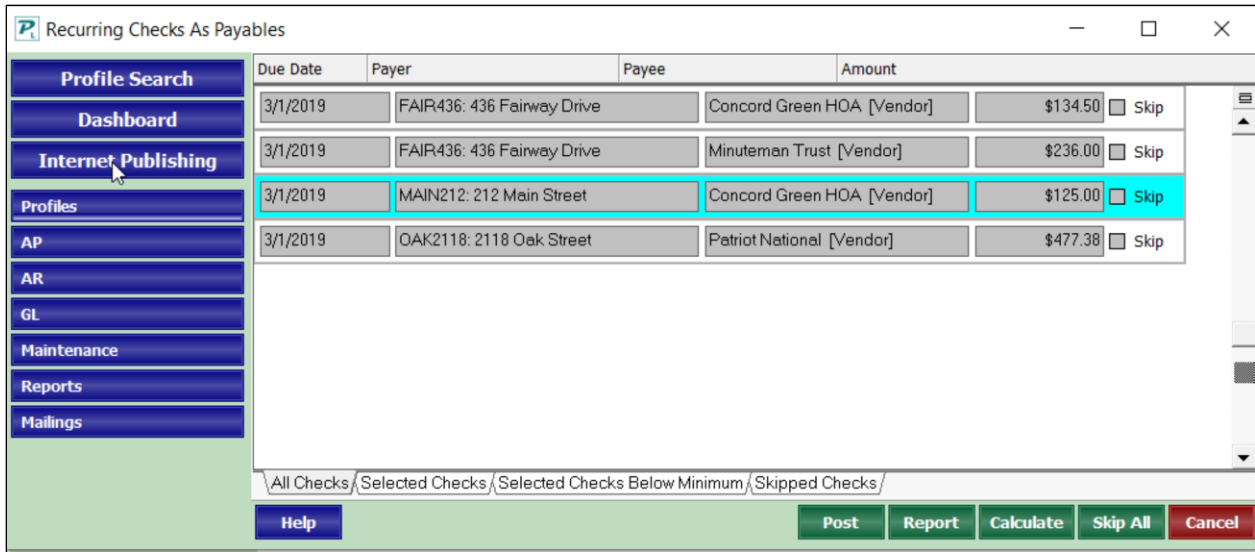 Recurring Checks As Payables
Profile Search
Dashboard
Internet Publishing
Profiles
AP
AR
GL
Maintenance
Reports
Mailings
Due Date Payer Payee Amount
3/1/2019 FAIR436: 436 Fairway Drive Concord Green HOA [Vendor] $134.50 Skip
3/1/2019 FAIR436: 436 Fairway Drive Minuteman Trust [Vendor] $236.00 Skip
3/1/2019 MAIN212: 212 Main Street Concord Green HOA [Vendor] $125.00 Skip
3/1/2019 OAK2118: 2118 Oak Street Patriot National [Vendor] $477.38 Skip
All Checks Selected Checks Selected Checks Below Minimum Skipped Checks
Help Post Report Calculate Skip All Cancel